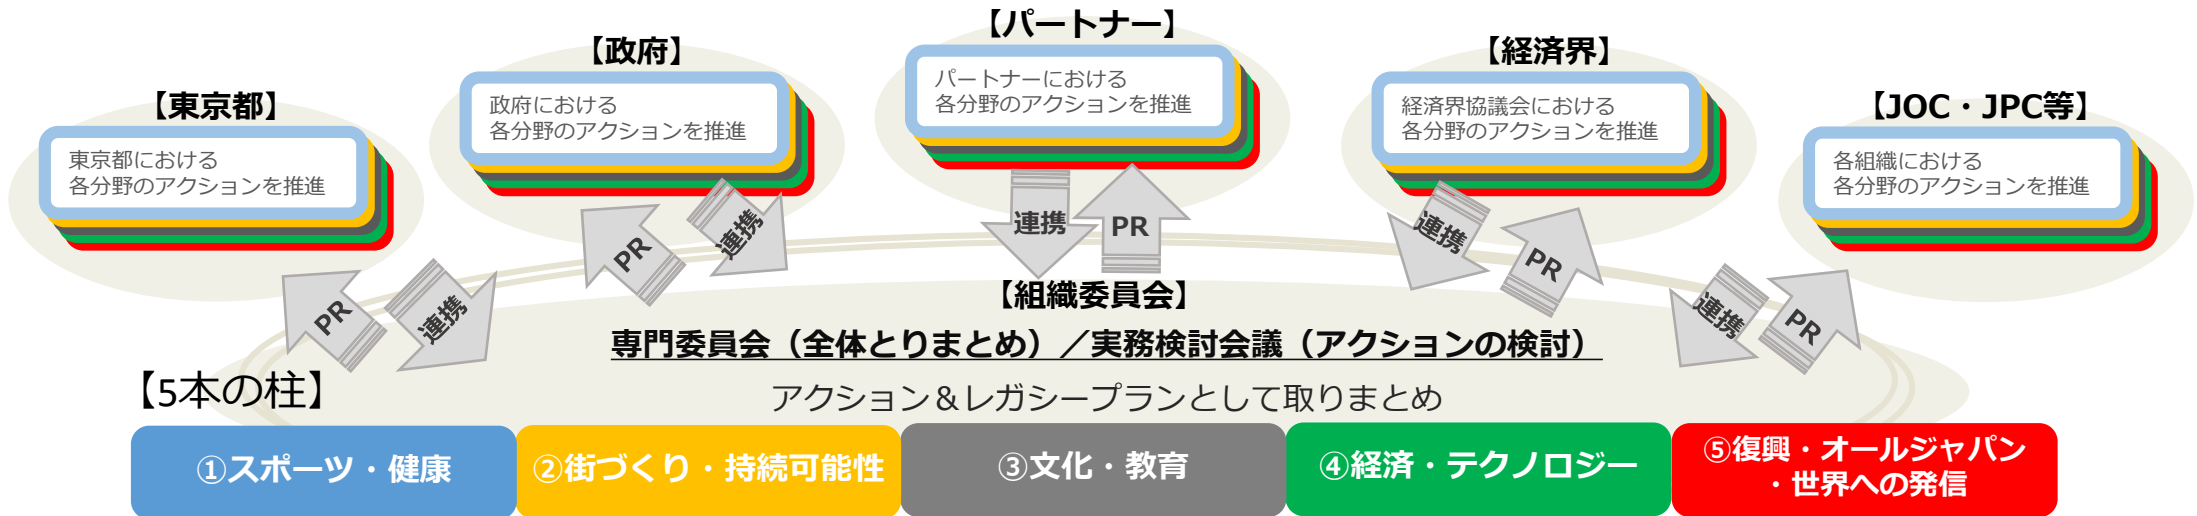 【東京都】
東京都における
各分野のアクションを推進
【政府】
政府における
各分野のアクションを推進
【パートナー】
パートナーにおける
各分野のアクションを推進
【経済界】
経済界協議会における
各分野のアクションを推進
【JOC・JPC等】
各組織における
各分野のアクションを推進
PR
連携
PR
連携
連携
PR
連携
PR
連携
PR
【組織委員会】
専門委員会（全体とりまとめ）／実務検討会議（アクションの検討）
アクション＆レガシープランとして取りまとめ
【5本の柱】
①スポーツ・健康
②街づくり・持続可能性
③文化・教育
④経済・テクノロジー
⑤復興・オールジャパン
・世界への発信